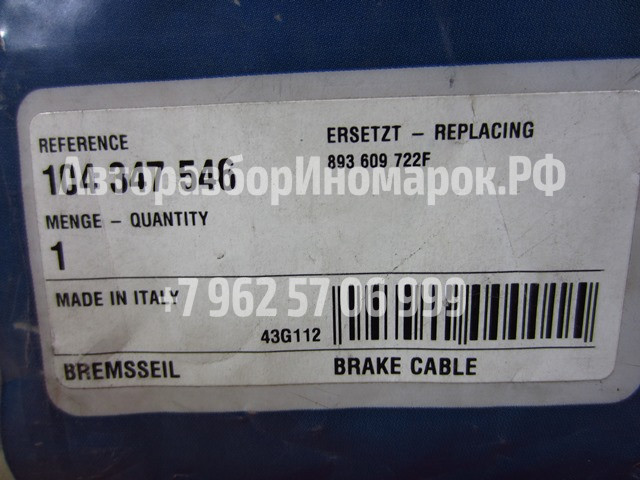 REFERENCE
ERSETZT – REPLACING
104 347 546
893 609 722F
АвторазборИномарок.РФ
MENGE – QUANTITY
1
MADE IN ITALY
+7 962 57 06 999
43G112
BREMSSEIL
BRAKE CABLE